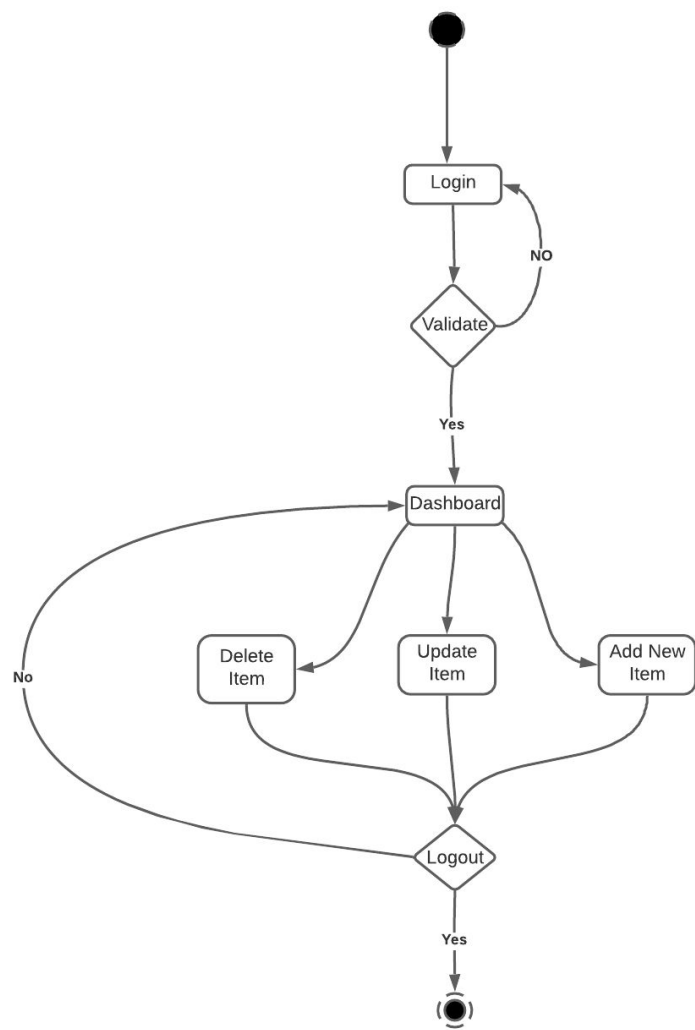 Login
NO
Validate
Yes
Dashboard
Delete
Item
Update
Item
Add New
Item
No
Logout
Yes